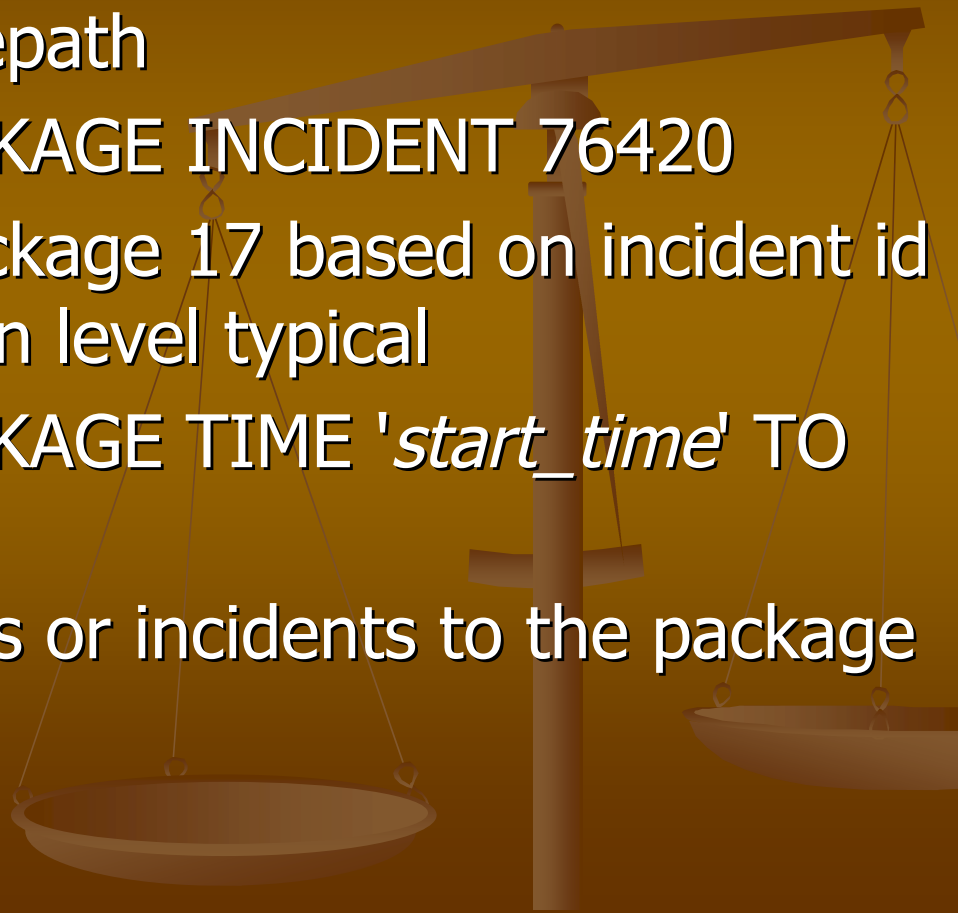 epath
KAGE INCIDENT 76420
ckage 17 based on incident id
n level typical
KAGE TIME 'start_time' TO
s or incidents to the package